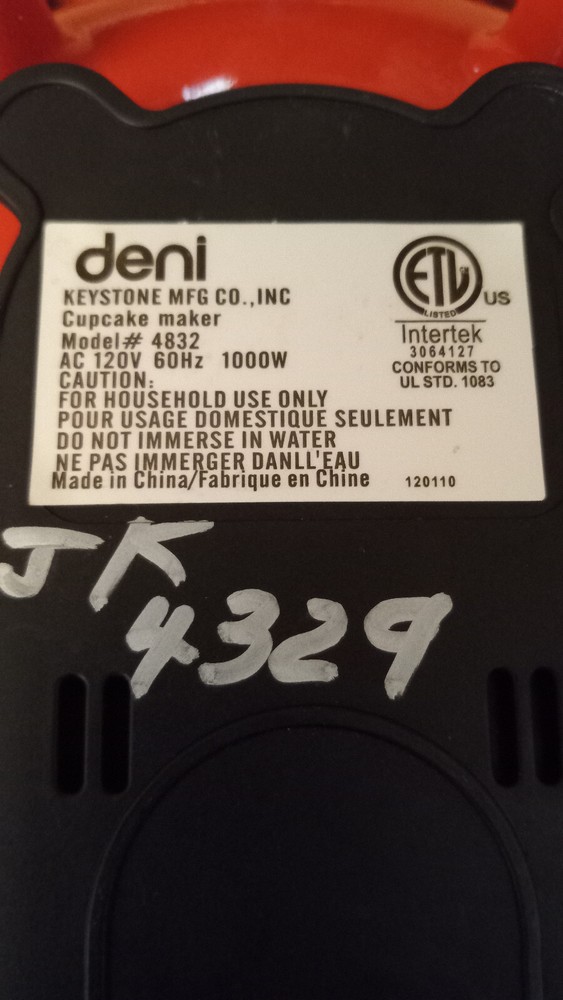 deni
KEYSTONE MFG CO.,INC
Cupcake maker
Model# 4832
AC 120V 60Hz 1000W
CAUTION:
FOR HOUSEHOLD USE ONLY
POUR USAGE DOMESTIQUE SEULEMENT
DO NOT IMMERSE IN WATER
NE PAS IMMERGER DANLL'EAU
Made in China/Fabrique en Chine
ETL
LISTED
US
Intertek
3064127
CONFORMS TO
UL STD. 1083
120110
JK
4329